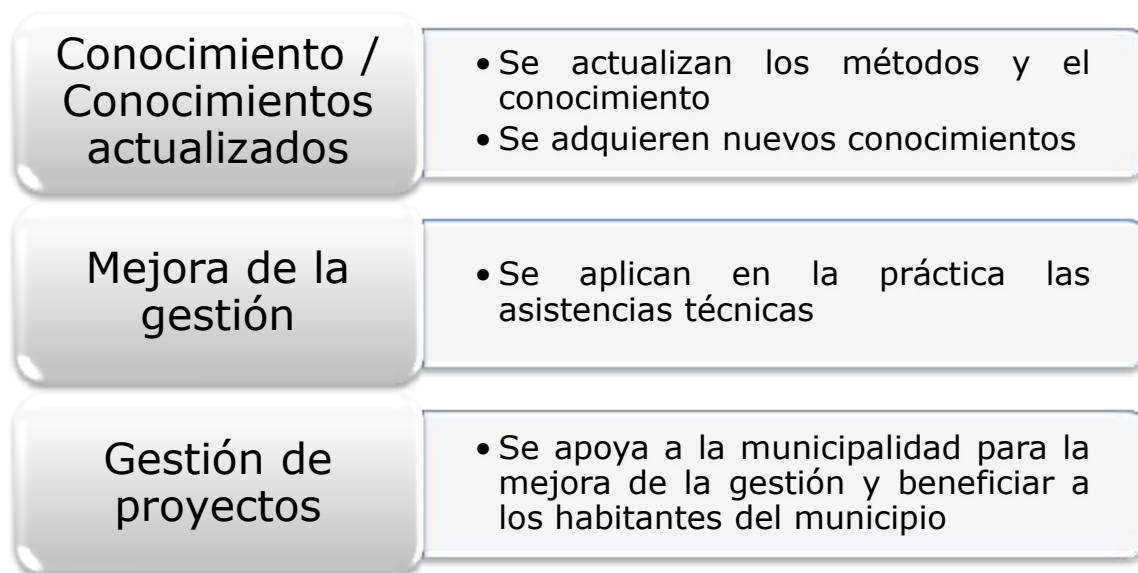 Conocimiento /
Conocimientos
actualizados
• Se actualizan los métodos y el
conocimiento
• Se adquieren nuevos conocimientos
Mejora de la
gestión
• Se aplican en la práctica las
asistencias técnicas
Gestión de
proyectos
• Se apoya a la municipalidad para la
mejora de la gestión y beneficiar a
los habitantes del municipio